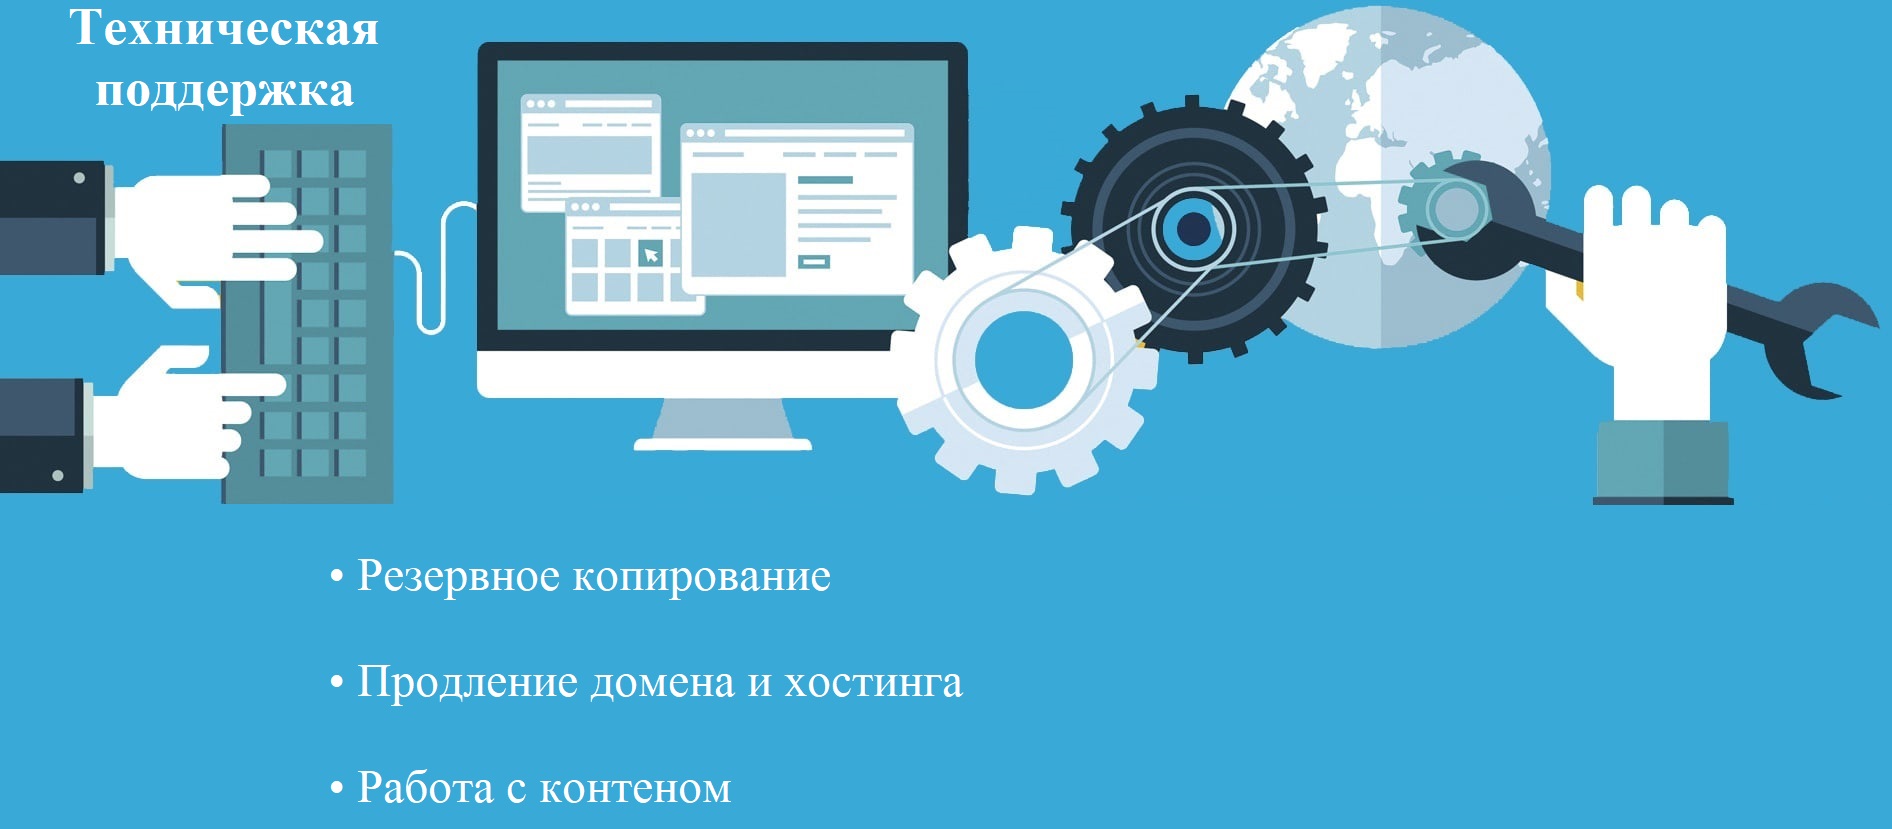 Техническая
поддержка
• Резервное копирование
• Продление домена и хостинга
• Работа с контеном